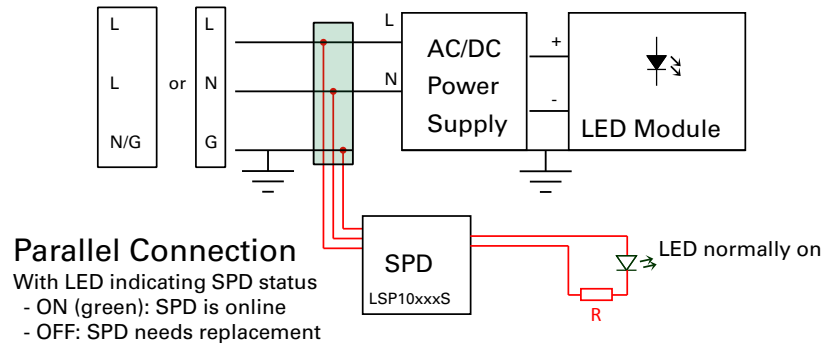 L
L
N/G
or
L
N
G
L
N
AC/DC
Power
Supply
+
-
LED Module
Parallel Connection
With LED indicating SPD status
- ON (green): SPD is online
- OFF: SPD needs replacement
SPD
LSP10xxxS
LED normally on
R